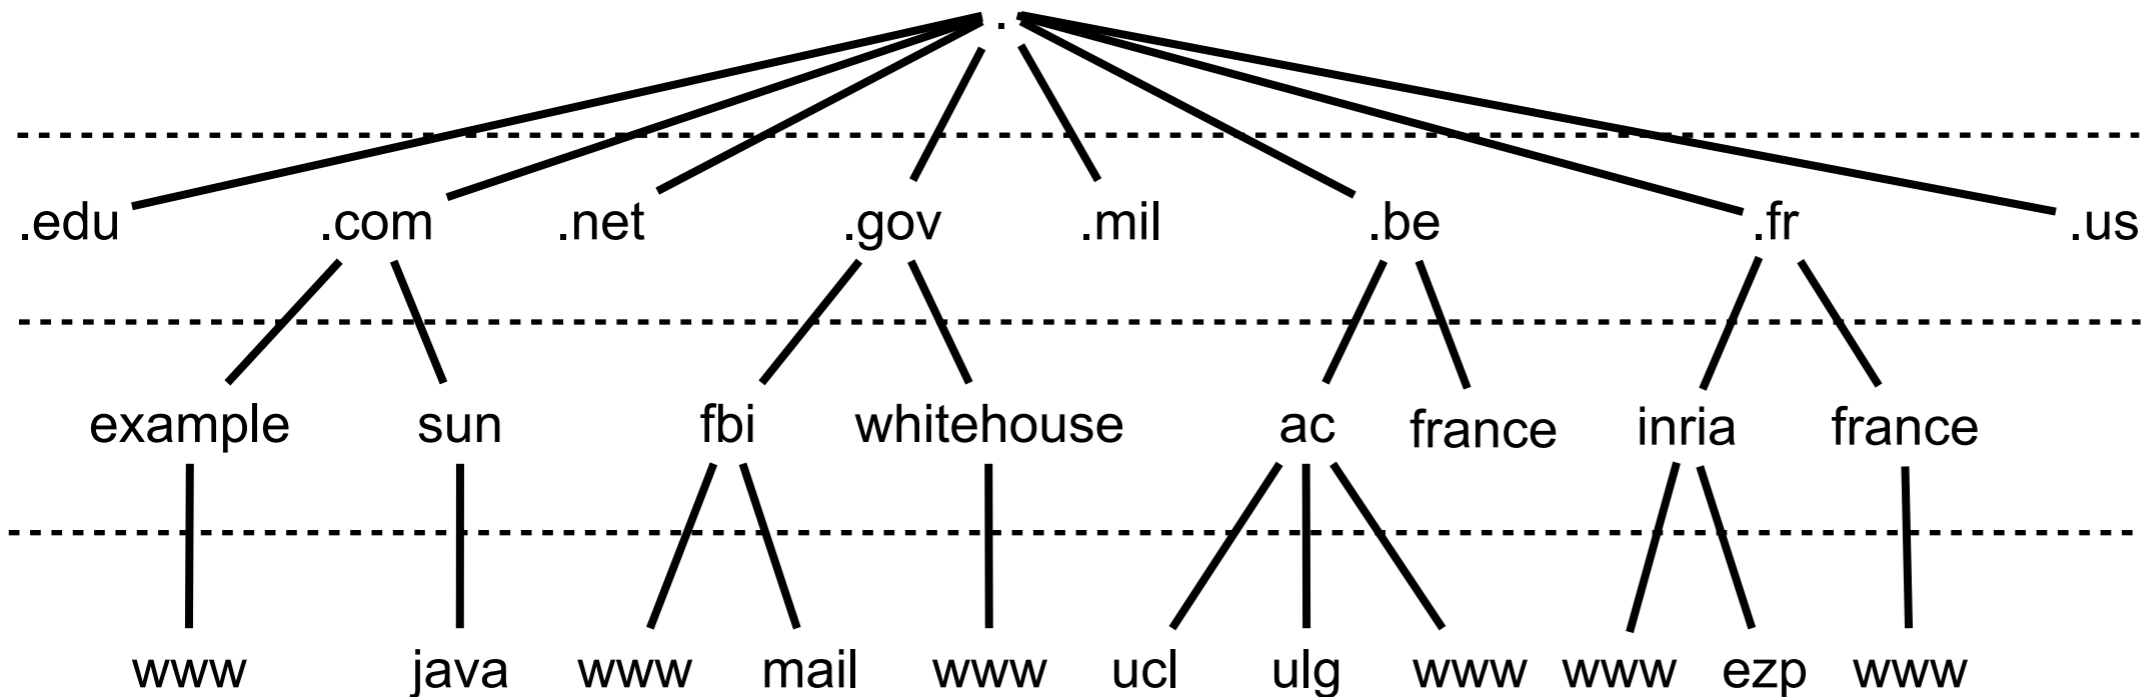 .
.edu .com .net .gov .mil .be .fr .us
example sun fbi whitehouse ac france inria france
www java www mail www ucl ulg www www ezp www